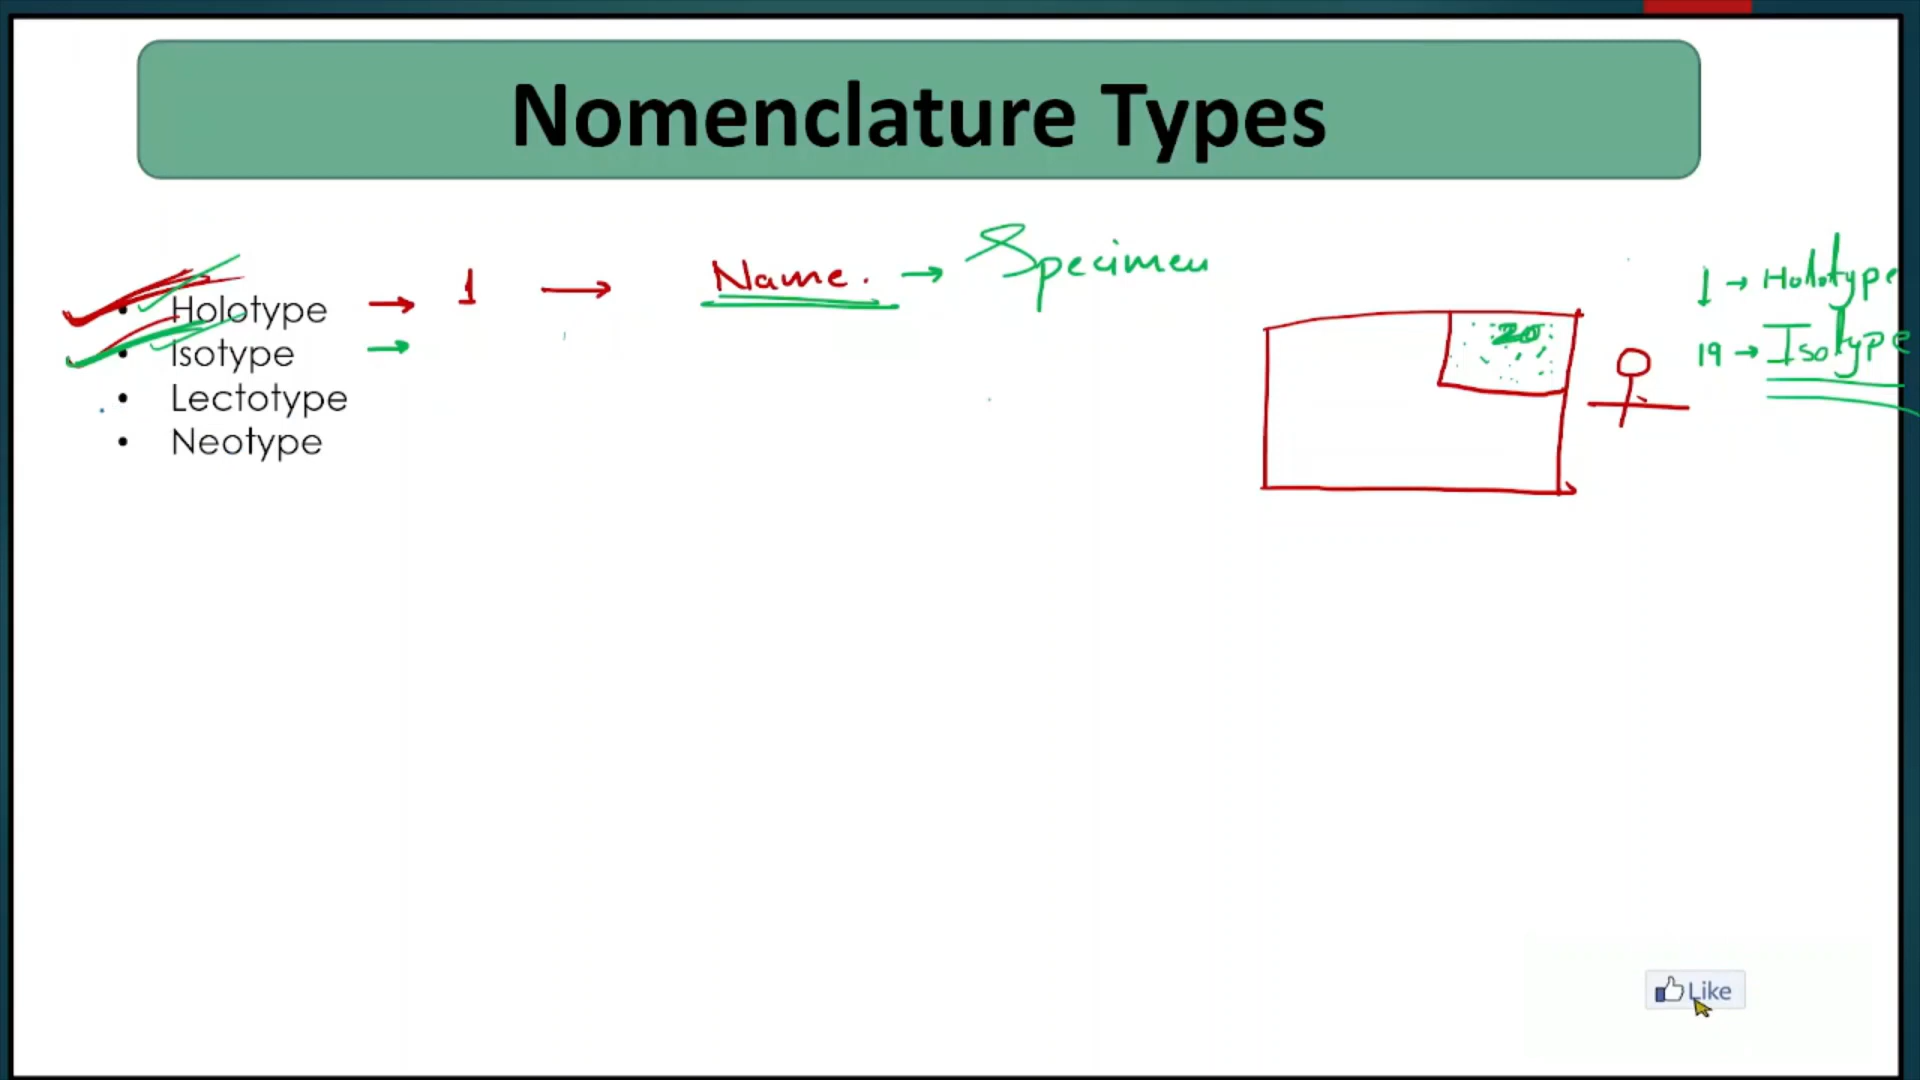 Nomenclature Types
• Holotype → 1 → Name. → Specimen
• Isotype →
• Lectotype
• Neotype
20
1 → Holotype
19 → Isotype
Like